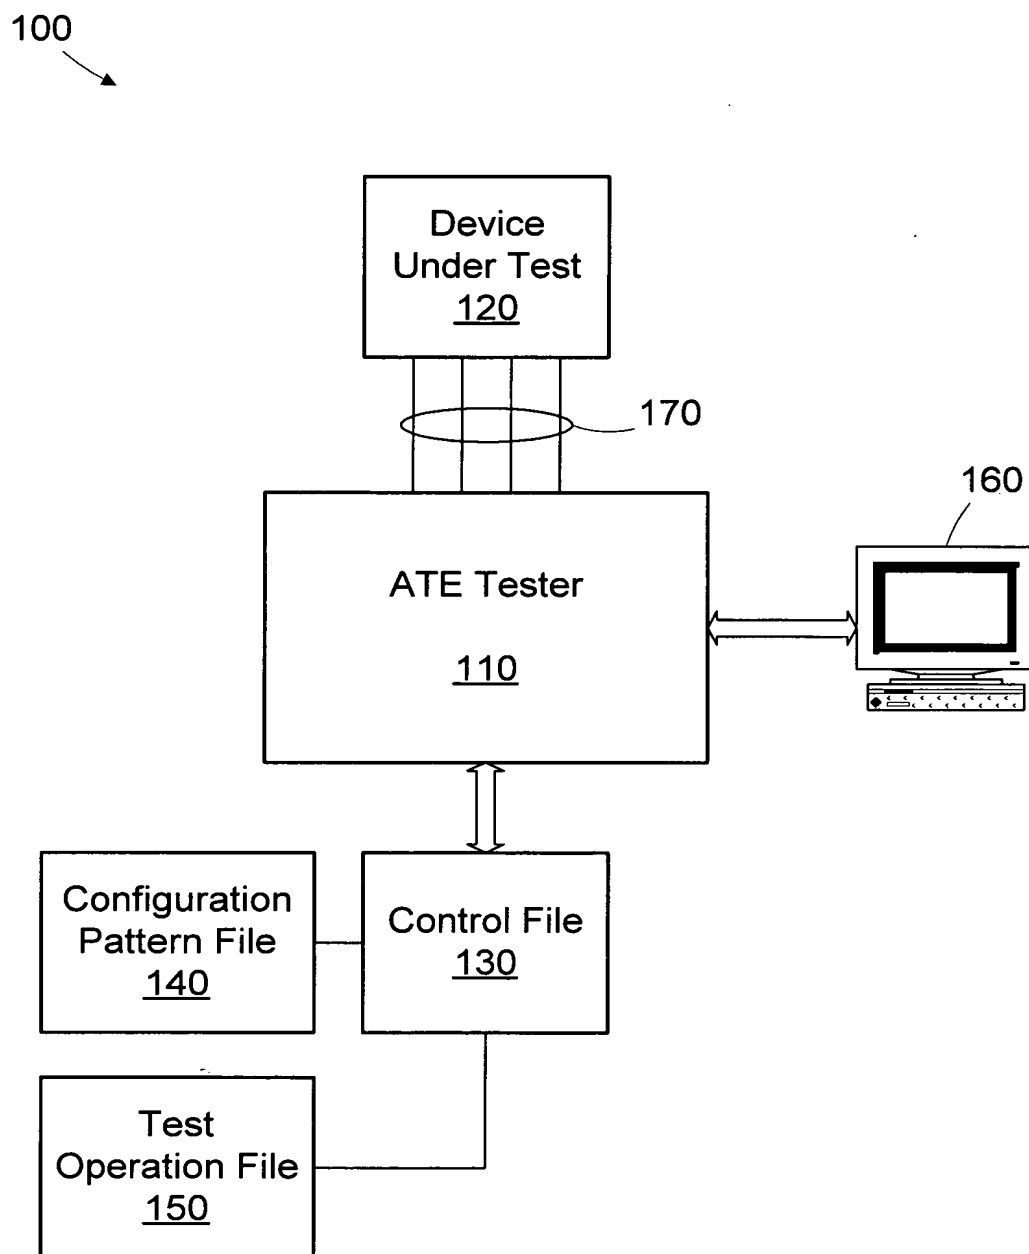 100
Device
Under Test
120
170
160
ATE Tester
110
Configuration
Pattern File
140
Control File
130
Test
Operation File
150